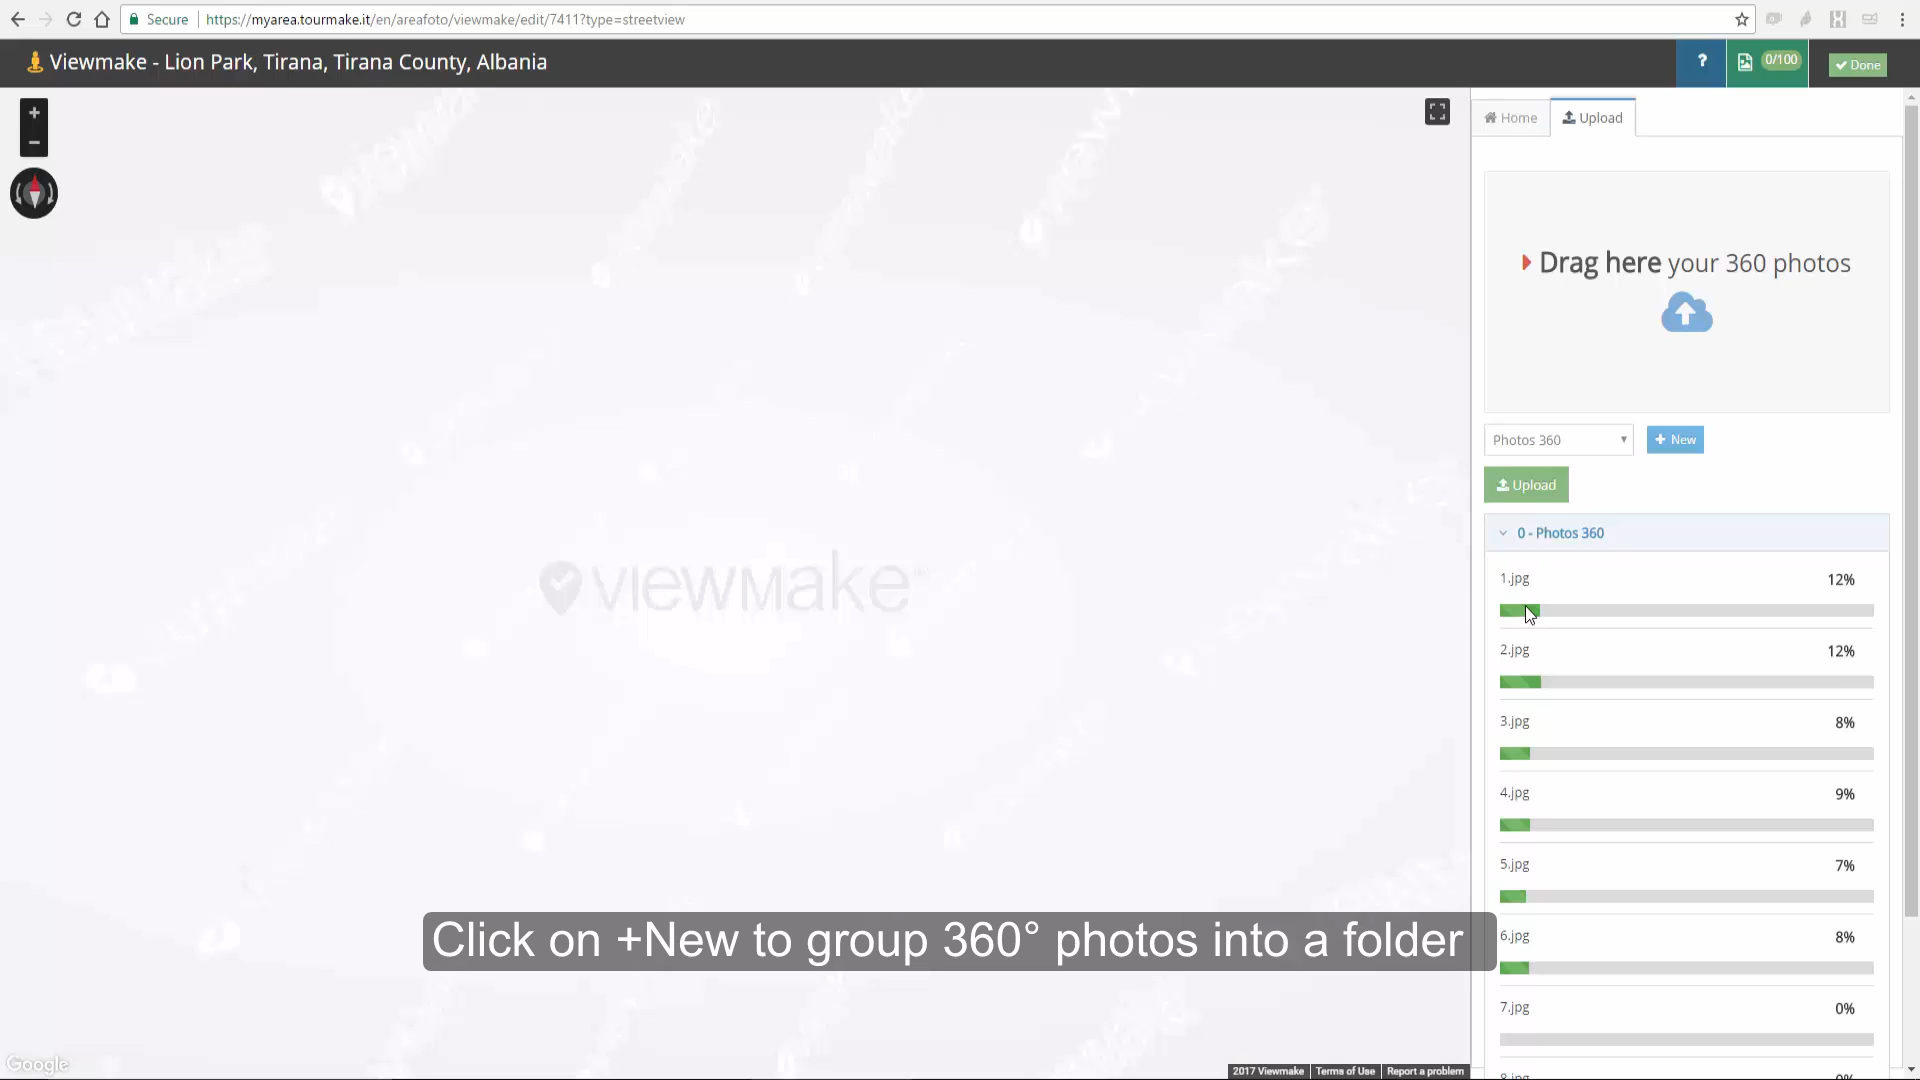 Secure
https://myarea.tourmake.it/en/areafoto/viewmake/edit/7411?type=streetview
Viewmake - Lion Park, Tirana, Tirana County, Albania
?
0/100
Done
+
−
Home
Upload
Drag here your 360 photos
Photos 360
+ New
Upload
0 - Photos 360
1.jpg 12%
2.jpg 12%
3.jpg 8%
4.jpg 9%
5.jpg 7%
6.jpg 8%
7.jpg 0%
8.jpg 0%
viewmake
Click on +New to group 360° photos into a folder
Google
2017 Viewmake
Terms of Use
Report a problem